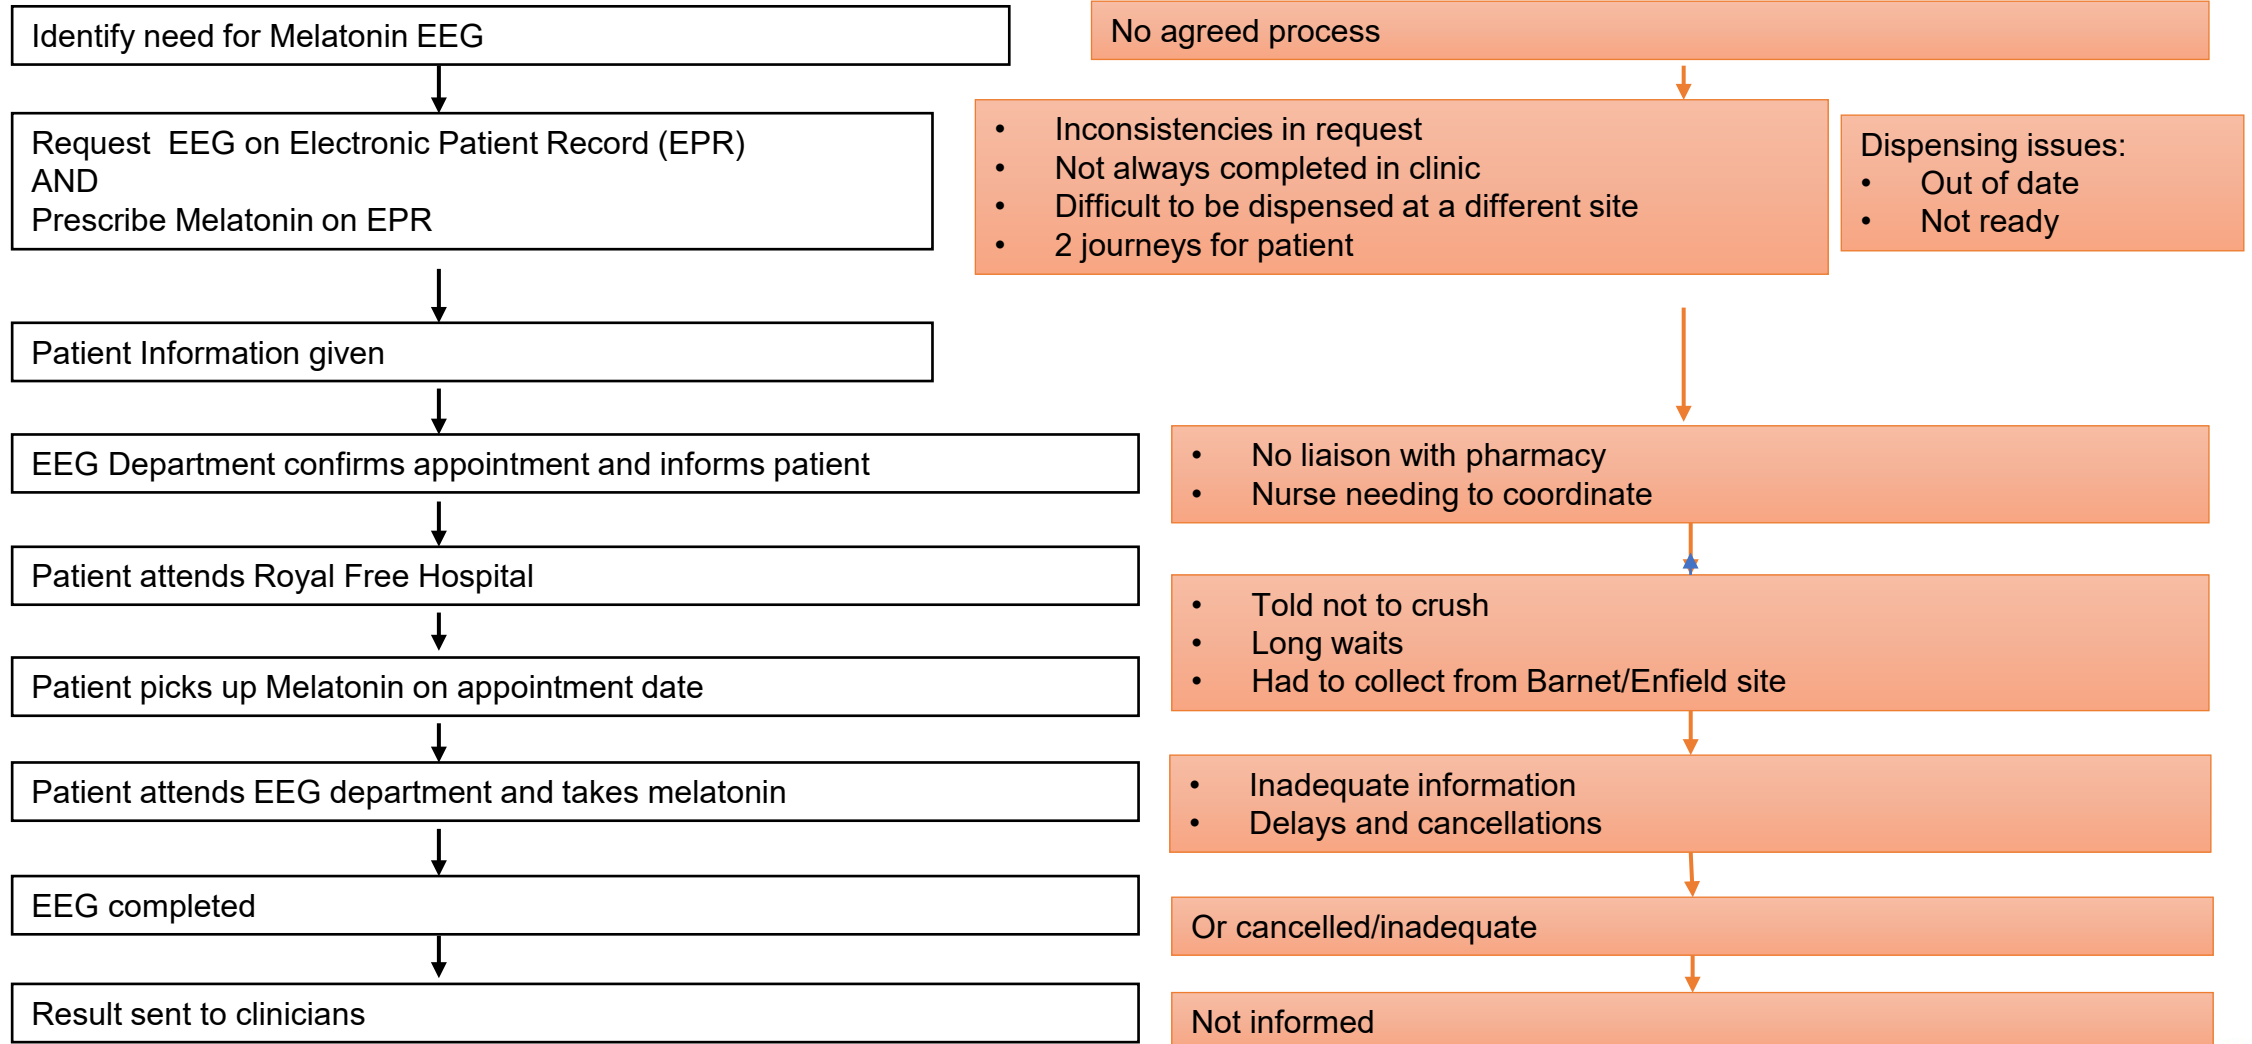 Identify need for Melatonin EEG
No agreed process
Request EEG on Electronic Patient Record (EPR)
AND
Prescribe Melatonin on EPR
• Inconsistencies in request
• Not always completed in clinic
• Difficult to be dispensed at a different site
• 2 journeys for patient
Dispensing issues:
• Out of date
• Not ready
Patient Information given
EEG Department confirms appointment and informs patient
• No liaison with pharmacy
• Nurse needing to coordinate
Patient attends Royal Free Hospital
• Told not to crush
• Long waits
• Had to collect from Barnet/Enfield site
Patient picks up Melatonin on appointment date
Patient attends EEG department and takes melatonin
• Inadequate information
• Delays and cancellations
EEG completed
Or cancelled/inadequate
Result sent to clinicians
Not informed